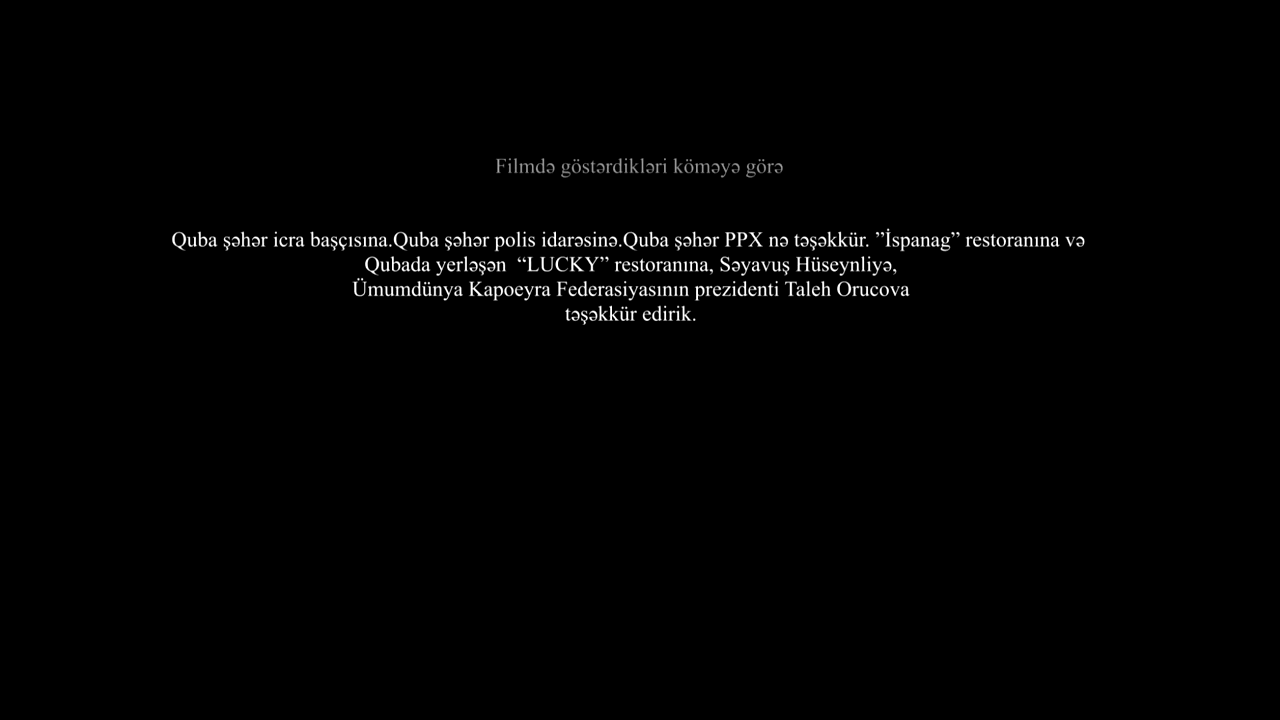 Filmdə göstərdikləri köməyə görə
Quba şəhər icra başçısına.Quba şəhər polis idarəsinə.Quba şəhər PPX nə təşəkkür. ”İspanag” restoranına və
Qubada yerləşən “LUCKY” restoranına, Səyavuş Hüseynliyə,
Ümumdünya Kapoeyra Federasiyasının prezidenti Taleh Orucova
təşəkkür edirik.